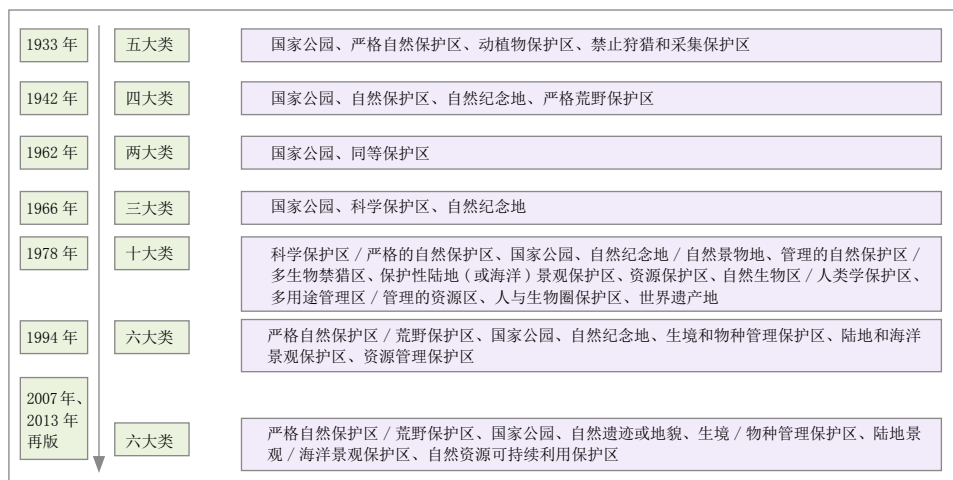 1933 年
五大类
国家公园、严格自然保护区、动植物保护区、禁止狩猎和采集保护区
1942 年
四大类
国家公园、自然保护区、自然纪念地、严格荒野保护区
1962 年
两大类
国家公园、同等保护区
1966 年
三大类
国家公园、科学保护区、自然纪念地
1978 年
十大类
科学保护区 / 严格的自然保护区、国家公园、自然纪念地 / 自然景物地、管理的自然保护区 /
多生物禁猎区、保护性陆地 ( 或海洋 ) 景观保护区、资源保护区、自然生物区 / 人类学保护区、
多用途管理区 / 管理的资源区、人与生物圈保护区、世界遗产地
1994 年
六大类
严格自然保护区 / 荒野保护区、国家公园、自然纪念地、生境和物种管理保护区、陆地和海洋
景观保护区、资源管理保护区
2007 年、
2013 年
再版
六大类
严格自然保护区 / 荒野保护区、国家公园、自然遗迹或地貌、生境 / 物种管理保护区、陆地景
观 / 海洋景观保护区、自然资源可持续利用保护区